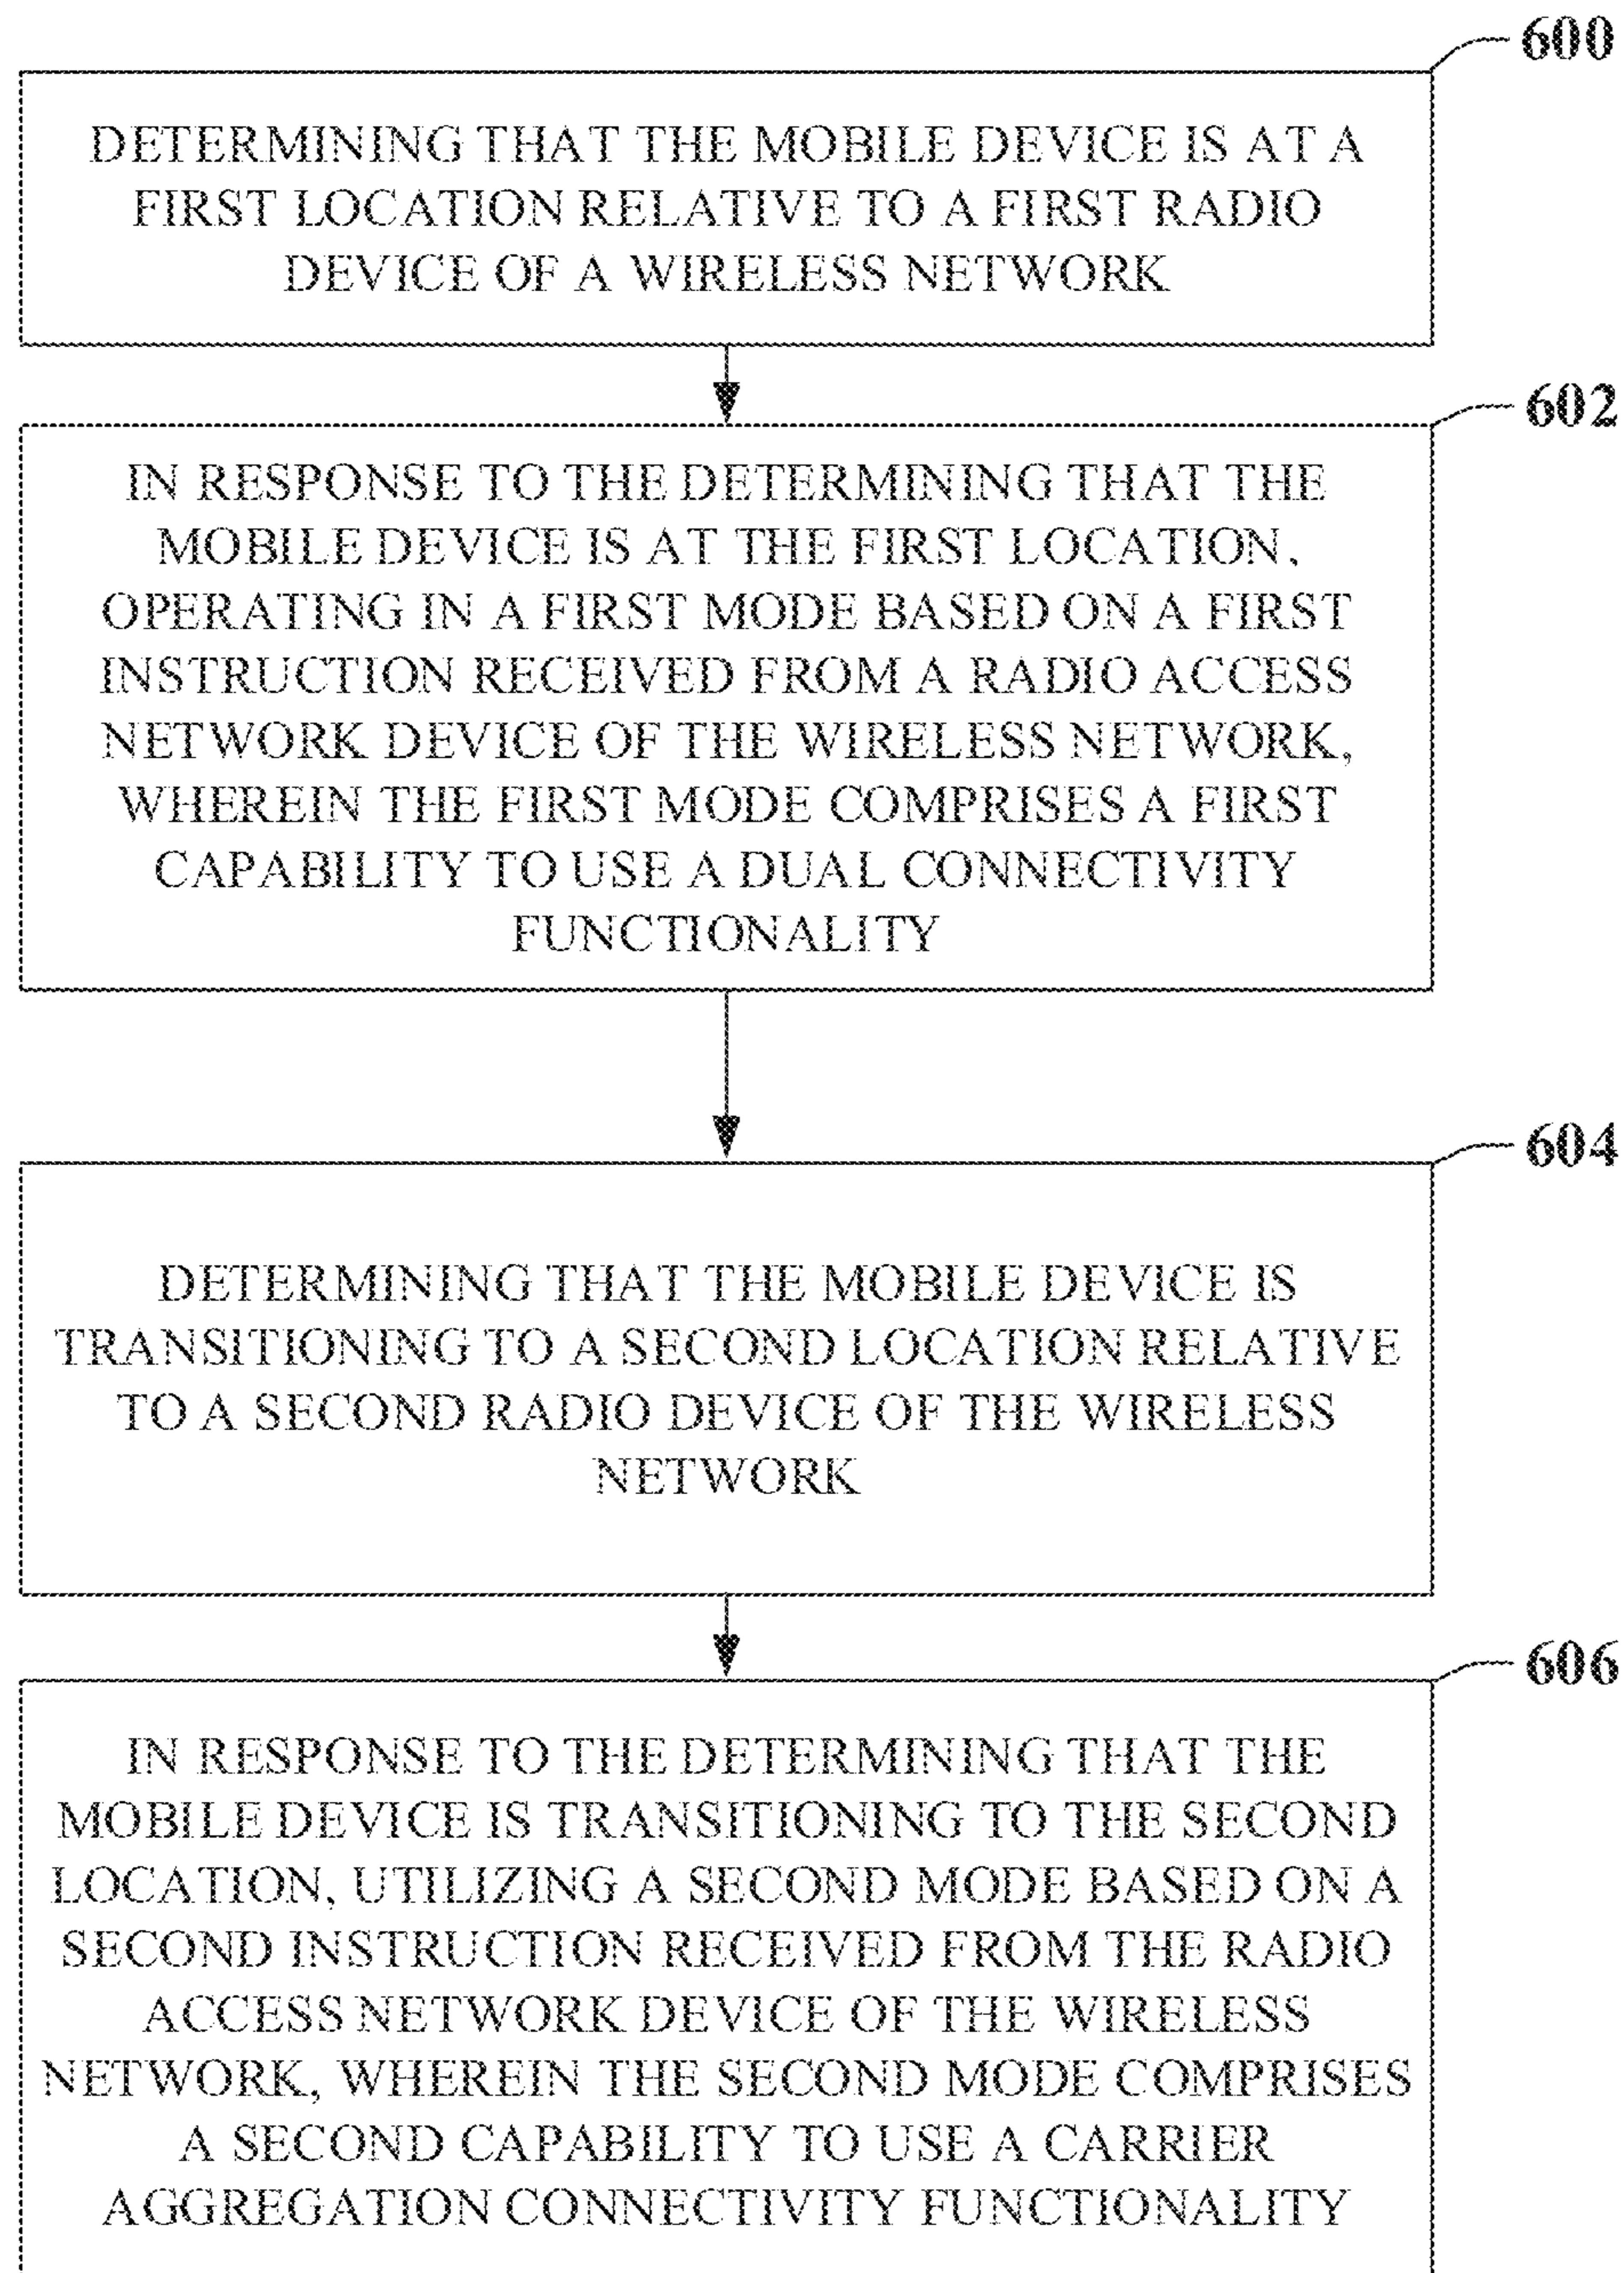 600
DETERMINING THAT THE MOBILE DEVICE IS AT A
FIRST LOCATION RELATIVE TO A FIRST RADIO
DEVICE OF A WIRELESS NETWORK
602
IN RESPONSE TO THE DETERMINING THAT THE
MOBILE DEVICE IS AT THE FIRST LOCATION,
OPERATING IN A FIRST MODE BASED ON A FIRST
INSTRUCTION RECEIVED FROM A RADIO ACCESS
NETWORK DEVICE OF THE WIRELESS NETWORK,
WHEREIN THE FIRST MODE COMPRISES A FIRST
CAPABILITY TO USE A DUAL CONNECTIVITY
FUNCTIONALITY
604
DETERMINING THAT THE MOBILE DEVICE IS
TRANSITIONING TO A SECOND LOCATION RELATIVE
TO A SECOND RADIO DEVICE OF THE WIRELESS
NETWORK
606
IN RESPONSE TO THE DETERMINING THAT THE
MOBILE DEVICE IS TRANSITIONING TO THE SECOND
LOCATION, UTILIZING A SECOND MODE BASED ON A
SECOND INSTRUCTION RECEIVED FROM THE RADIO
ACCESS NETWORK DEVICE OF THE WIRELESS
NETWORK, WHEREIN THE SECOND MODE COMPRISES
A SECOND CAPABILITY TO USE A CARRIER
AGGREGATION CONNECTIVITY FUNCTIONALITY